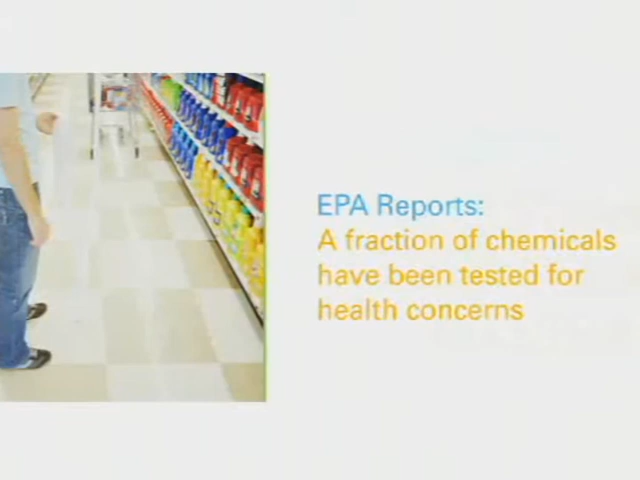 EPA Reports:
A fraction of chemicals
have been tested for
health concerns